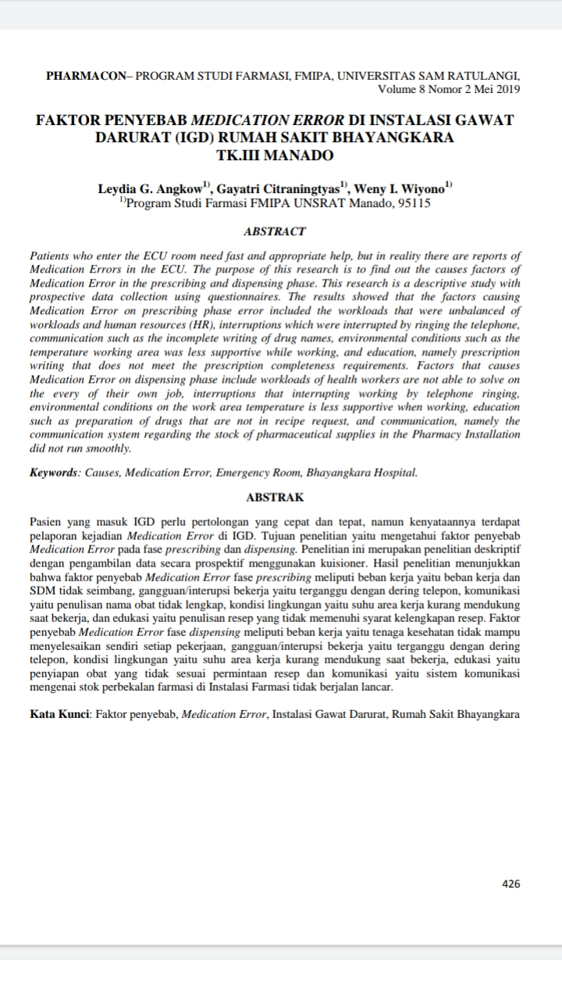 PHARMACON– PROGRAM STUDI FARMASI, FMIPA, UNIVERSITAS SAM RATULANGI,
Volume 8 Nomor 2 Mei 2019
FAKTOR PENYEBAB MEDICATION ERROR DI INSTALASI GAWAT
DARURAT (IGD) RUMAH SAKIT BHAYANGKARA
TK.III MANADO
Leydia G. Angkow1), Gayatri Citraningtyas1), Weny I. Wiyono1)
1)Program Studi Farmasi FMIPA UNSRAT Manado, 95115
ABSTRACT
Patients who enter the ECU room need fast and appropriate help, but in reality there are reports of
Medication Errors in the ECU. The purpose of this research is to find out the causes factors of
Medication Error in the prescribing and dispensing phase. This research is a descriptive study with
prospective data collection using questionnaires. The results showed that the factors causing
Medication Error on prescribing phase error included the workloads that were unbalanced of
workloads and human resources (HR), interruptions which were interrupted by ringing the telephone,
communication such as the incomplete writing of drug names, environmental conditions such as the
temperature working area was less supportive while working, and education, namely prescription
writing that does not meet the prescription completeness requirements. Factors that causes
Medication Error on dispensing phase include workloads of health workers are not able to solve on
the every of their own job, interruptions that interrupting working by telephone ringing,
environmental conditions on the work area temperature is less supportive when working, education
such as preparation of drugs that are not in recipe request, and communication, namely the
communication system regarding the stock of pharmaceutical supplies in the Pharmacy Installation
did not run smoothly.
Keywords: Causes, Medication Error, Emergency Room, Bhayangkara Hospital.
ABSTRAK
Pasien yang masuk IGD perlu pertolongan yang cepat dan tepat, namun kenyataannya terdapat
pelaporan kejadian Medication Error di IGD. Tujuan penelitian yaitu mengetahui faktor penyebab
Medication Error pada fase prescribing dan dispensing. Penelitian ini merupakan penelitian deskriptif
dengan pengambilan data secara prospektif menggunakan kuisioner. Hasil penelitian menunjukkan
bahwa faktor penyebab Medication Error fase prescribing meliputi beban kerja yaitu beban kerja dan
SDM tidak seimbang, gangguan/interupsi bekerja yaitu terganggu dengan dering telepon, komunikasi
yaitu penulisan nama obat tidak lengkap, kondisi lingkungan yaitu suhu area kerja kurang mendukung
saat bekerja, dan edukasi yaitu penulisan resep yang tidak memenuhi syarat kelengkapan resep. Faktor
penyebab Medication Error fase dispensing meliputi beban kerja yaitu tenaga kesehatan tidak mampu
menyelesaikan sendiri setiap pekerjaan, gangguan/interupsi bekerja yaitu terganggu dengan dering
telepon, kondisi lingkungan yaitu suhu area kerja kurang mendukung saat bekerja, edukasi yaitu
penyiapan obat yang tidak sesuai permintaan resep dan komunikasi yaitu sistem komunikasi
mengenai stok perbekalan farmasi di Instalasi Farmasi tidak berjalan lancar.
Kata Kunci: Faktor penyebab, Medication Error, Instalasi Gawat Darurat, Rumah Sakit Bhayangkara
426